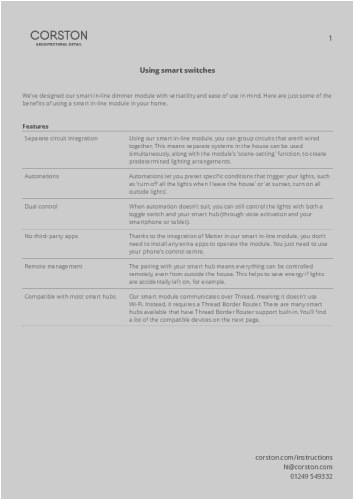 CORSTON
ARCHITECTURAL DETAIL
1
Using smart switches
We've designed our smart in-line dimmer module with versatility and ease of use in mind. Here are just some of the
benefits of using a smart in-line module in your home.
Features
Separate circuit integration
Using our smart in-line module, you can group circuits that aren't wired
together. This means separate systems in the house can be used
simultaneously, along with the module's 'scene-setting' function, to create
predetermined lighting arrangements.
Automations
Automations let you preset specific conditions that trigger your lights, such
as 'turn off all the lights when I leave the house' or 'at sunset, turn on all
outside lights'.
Dual control
When automation doesn't suit, you can still control the lights with both a
toggle switch and your smart hub (through voice activation and your
smartphone or tablet).
No third-party apps
Thanks to the integration of Matter in our smart in-line module, you don't
need to install any extra apps to operate the module. You just need to use
your phone's control centre.
Remote management
The pairing with your smart hub means everything can be controlled
remotely, even from outside the house. This helps to save energy if lights
are accidentally left on, for example.
Compatible with most smart hubs
Our smart module communicates over Thread, meaning it doesn't use
Wi-Fi. Instead, it requires a Thread Border Router. There are many smart
hubs available that have Thread Border Router support built-in. You'll find
a list of the compatible devices on the next page.
corston.com/instructions
hi@corston.com
01249 549332